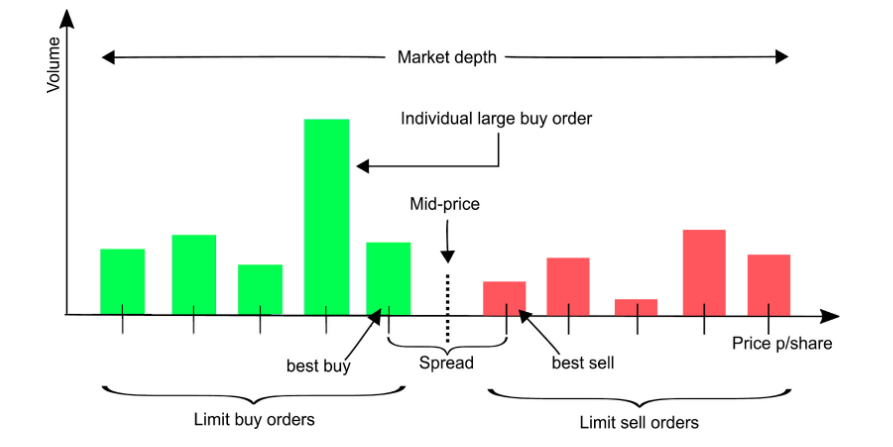 Volume
Market depth
Individual large buy order
Mid-price
Price p/share
best buy
Spread
best sell
Limit buy orders
Limit sell orders